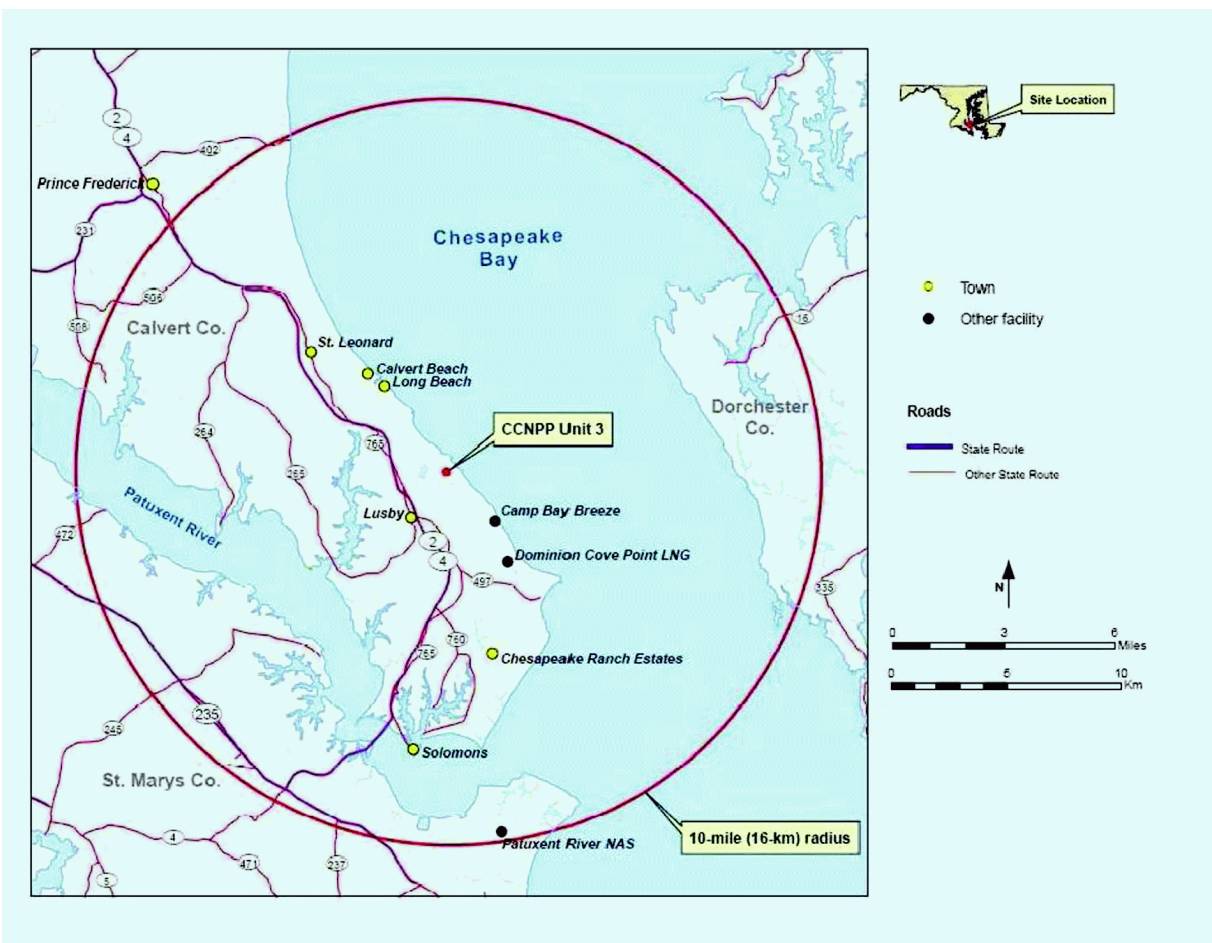 2
4
402
Prince Frederick
231
Chesapeake
Bay
506
508
Calvert Co.
16
St. Leonard
Calvert Beach
Long Beach
Dorchester
Co.
CCNPP Unit 3
264
765
265
Patuxent River
Lusby
Camp Bay Breeze
472
2
4
Dominion Cove Point LNG
497
335
760
765
Chesapeake Ranch Estates
235
245
Solomons
St. Marys Co.
10-mile (16-km) radius
4
Patuxent River NAS
471
237
5
Site Location
Town
Other facility
Roads
State Route
Other State Route
N
0 3 6
Miles
0 5 10
Km